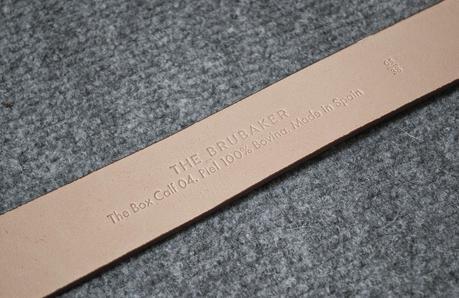 THE BRUBAKER
The Box Calf 04. Piel 100% Bovina. Made in Spain